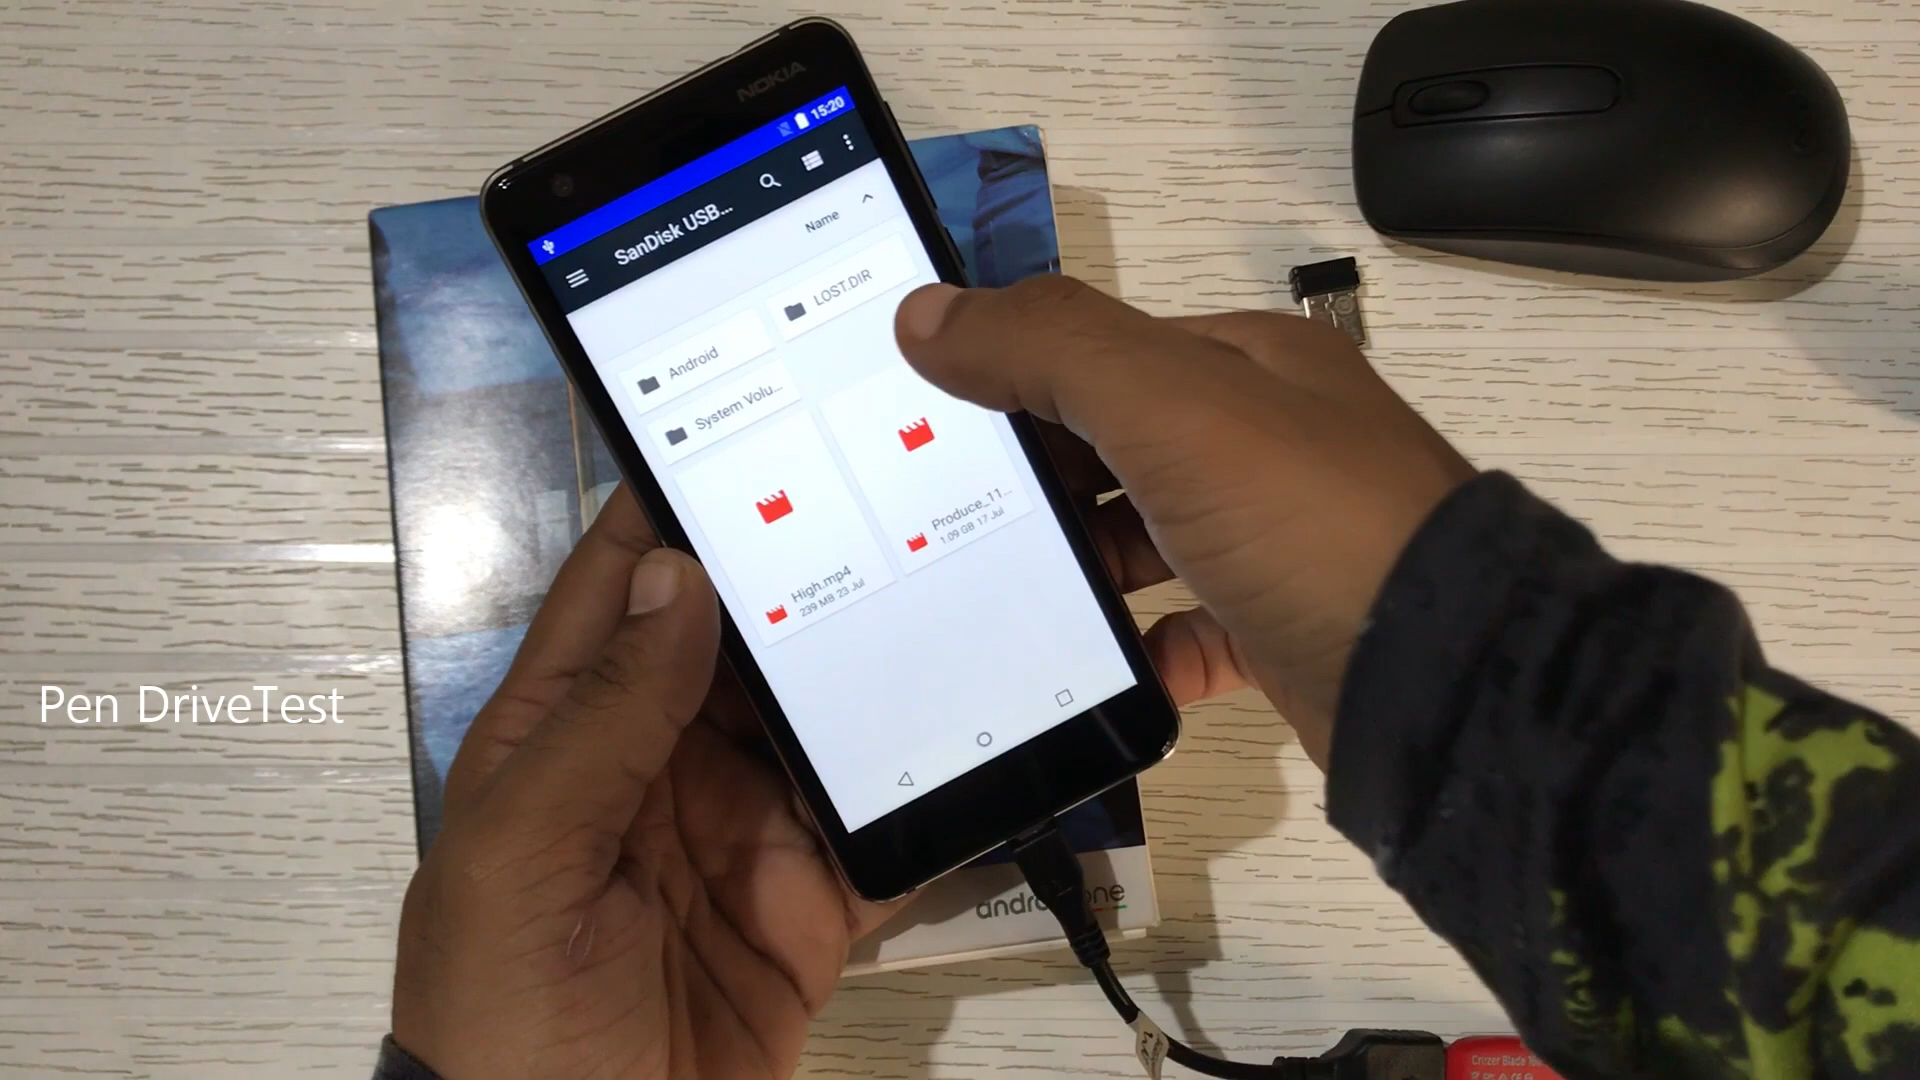 NOKIA
15:20
SanDisk USB...
Name
Android
LOST.DIR
System Volu...
High.mp4
239 MB 23 Jul
Produce_11...
1.09 GB 17 Jul
Pen DriveTest
one
Cruzer Blade